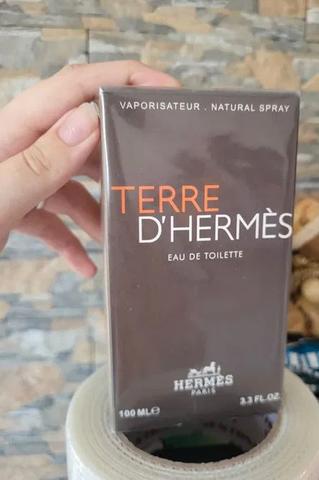 VAPORISATEUR . NATURAL SPRAY
TERRE
D'HERMÈS
EAU DE TOILETTE
HERMÈS
PARIS
100 ML℮ 3.3 FL.OZ.